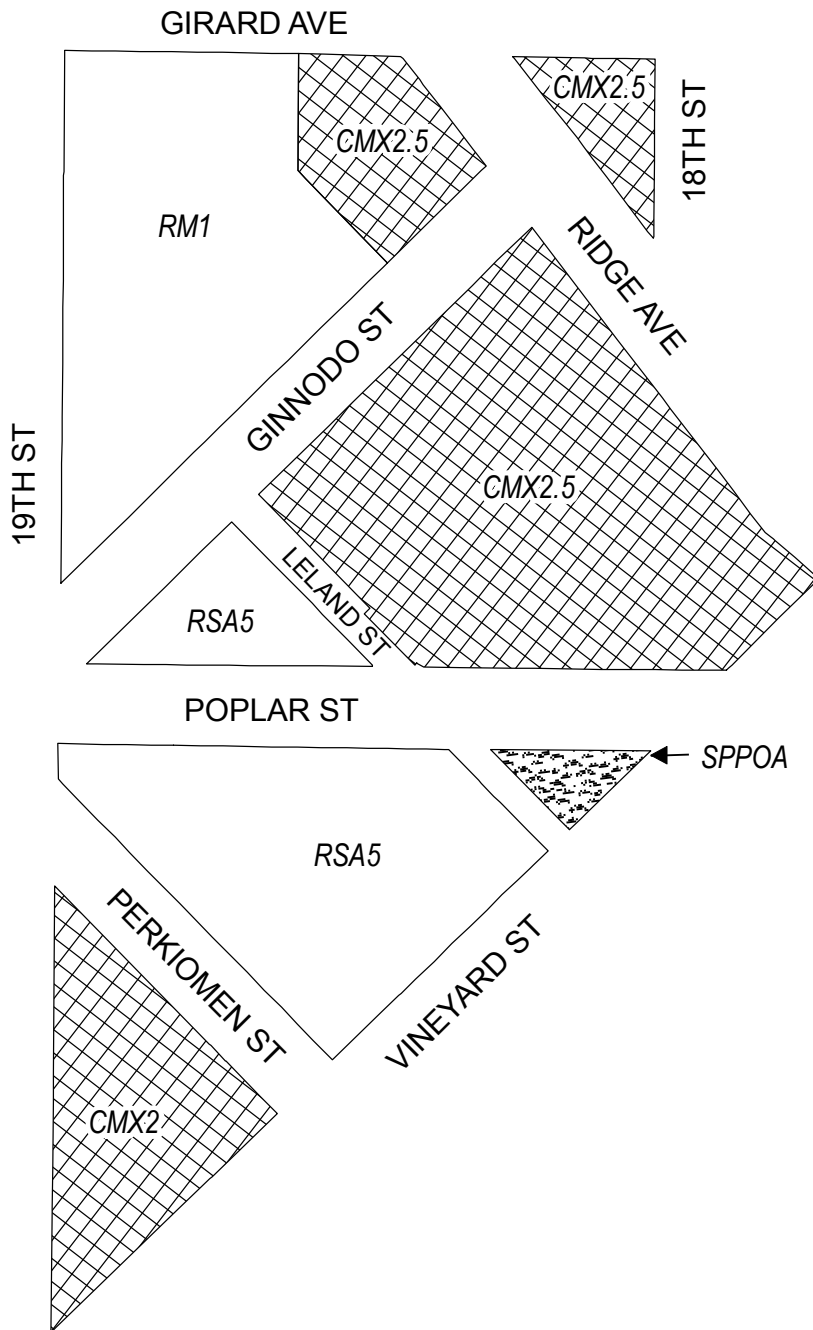 GIRARD AVE
CMX2.5
CMX2.5
18TH ST
RM1
RIDGE AVE
GINNODO ST
19TH ST
CMX2.5
LELAND ST
RSA5
POPLAR ST
SPPOA
RSA5
PERKIOMEN ST
VINEYARD ST
CMX2